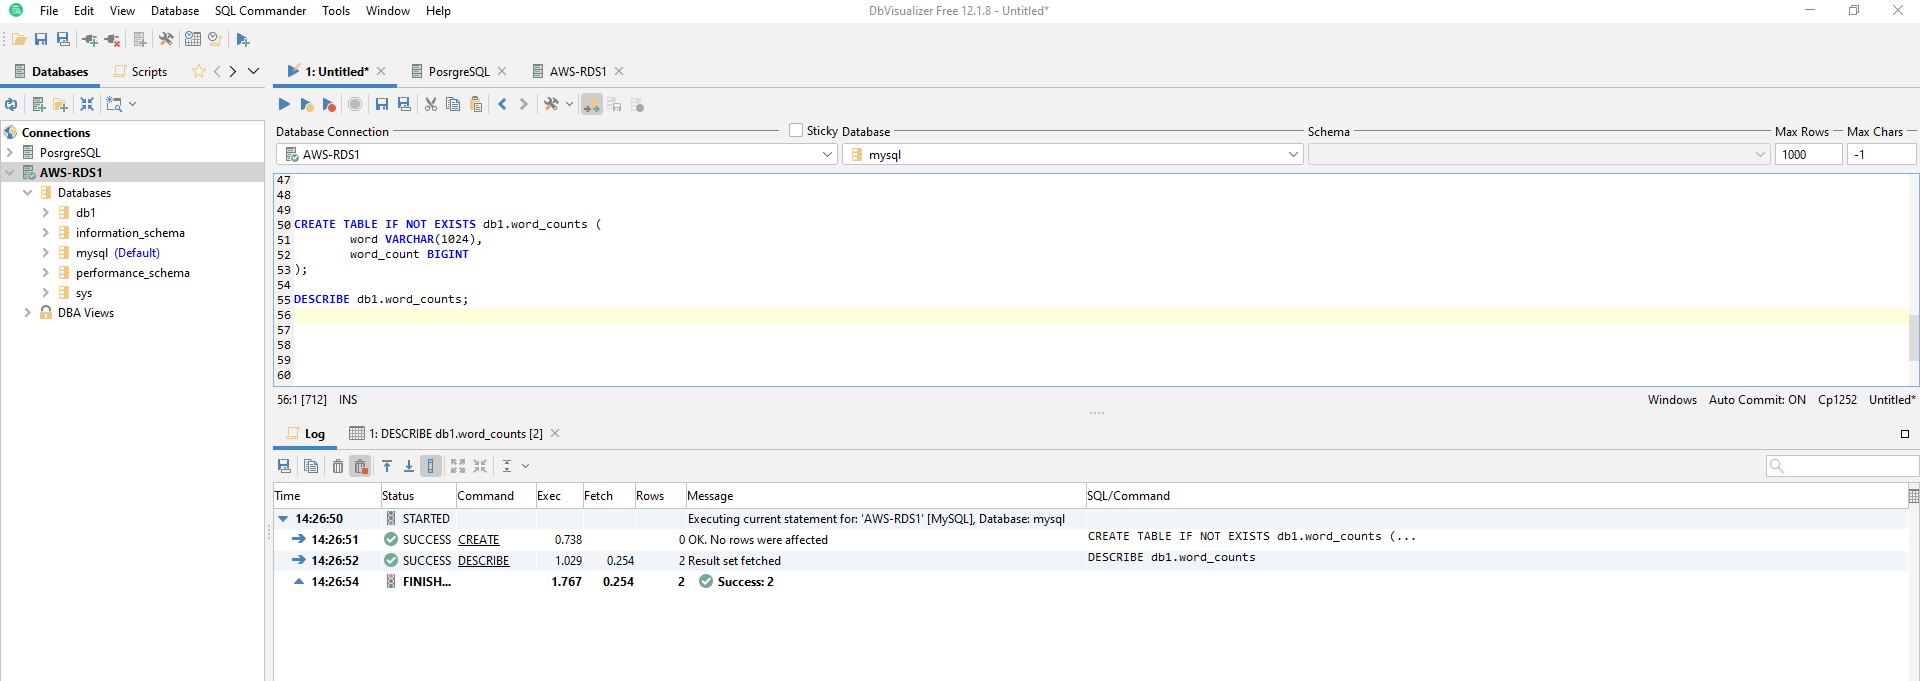 File Edit View Database SQL Commander Tools Window Help
DbVisualizer Free 12.1.8 - Untitled*
Databases Scripts
1: Untitled* PosrgreSQL AWS-RDS1
Connections
PosrgreSQL
AWS-RDS1
Databases
db1
information_schema
mysql (Default)
performance_schema
sys
DBA Views
Database Connection Sticky Database Schema Max Rows Max Chars
AWS-RDS1 mysql 1000 -1
47
48
49
50 CREATE TABLE IF NOT EXISTS db1.word_counts (
51 word VARCHAR(1024),
52 word_count BIGINT
53 );
54
55 DESCRIBE db1.word_counts;
56
57
58
59
60
56:1 [712] INS Windows Auto Commit: ON Cp1252 Untitled*
Log 1: DESCRIBE db1.word_counts [2]
Time Status Command Exec Fetch Rows Message SQL/Command
14:26:50 STARTED Executing current statement for: 'AWS-RDS1' [MySQL], Database: mysql
14:26:51 SUCCESS CREATE 0.738 0 OK. No rows were affected CREATE TABLE IF NOT EXISTS db1.word_counts (...
14:26:52 SUCCESS DESCRIBE 1.029 0.254 2 Result set fetched DESCRIBE db1.word_counts
14:26:54 FINISH... 1.767 0.254 2 Success: 2